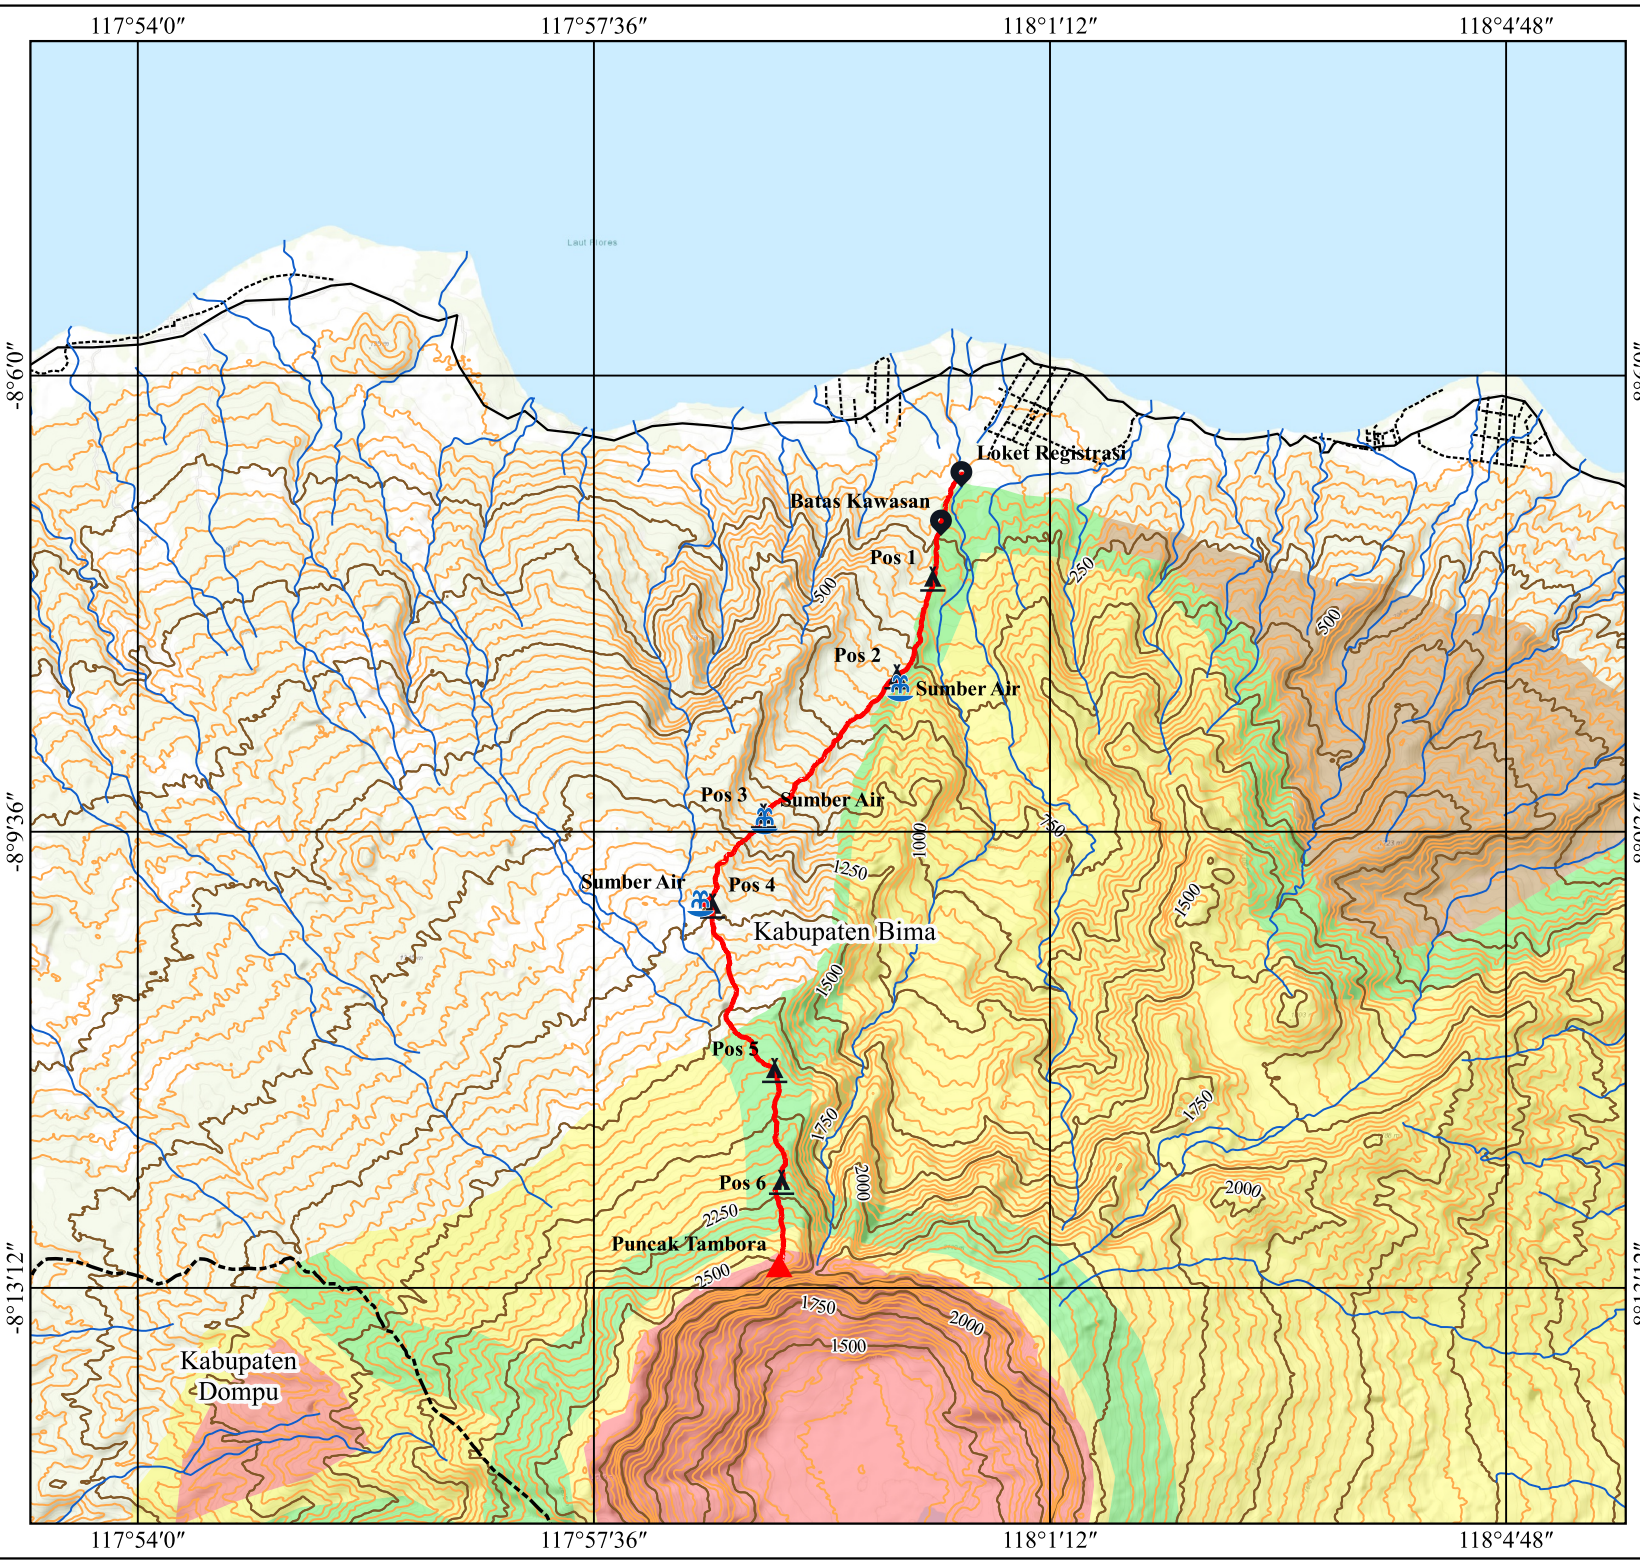 117°54′0″
117°57′36″
118°1′12″
118°4′48″
Laut Flores
-8°6′0″
Loket Registrasi
Batas Kawasan
Pos 1
250
500
500
Pos 2
Sumber Air
Pos 3
Sumber Air
-8°9′36″
1000
750
1250
Sumber Air
Pos 4
1500
Kabupaten Bima
1500
Pos 5
1750
1750
Pos 6
2000
2000
2250
Puncak Tambora
-8°13′12″
2500
1750
2000
1500
Kabupaten
Dompu
117°54′0″
117°57′36″
118°1′12″
118°4′48″